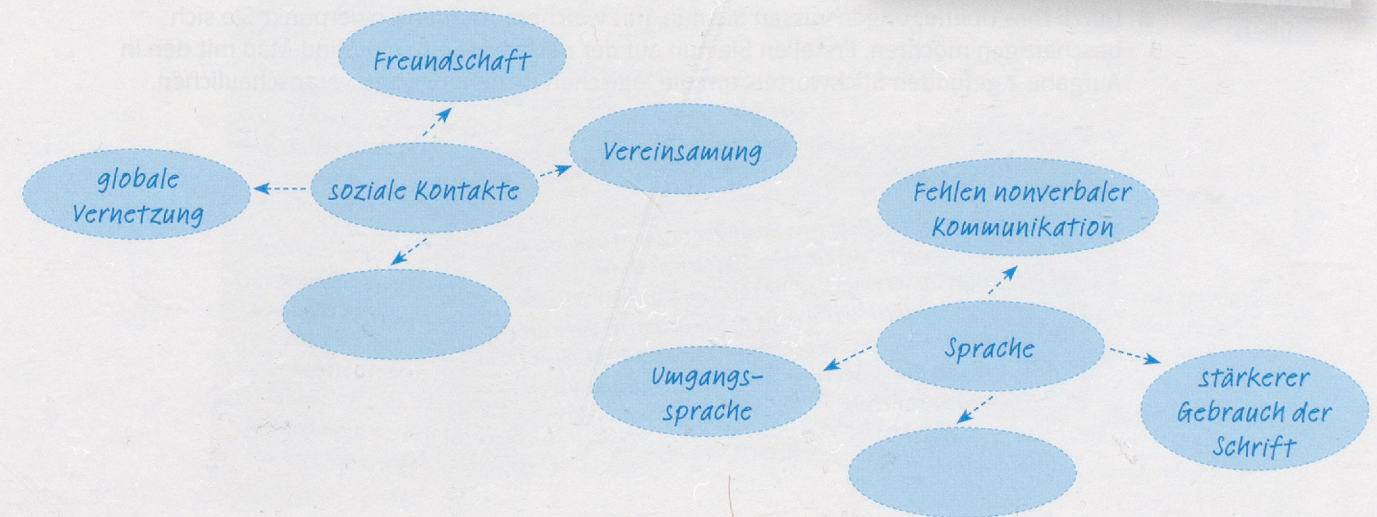 Freundschaft
Vereinsamung
globale
Vernetzung
soziale Kontakte
Fehlen nonverbaler
Kommunikation
Sprache
Umgangs-
sprache
stärkerer
Gebrauch der
Schrift